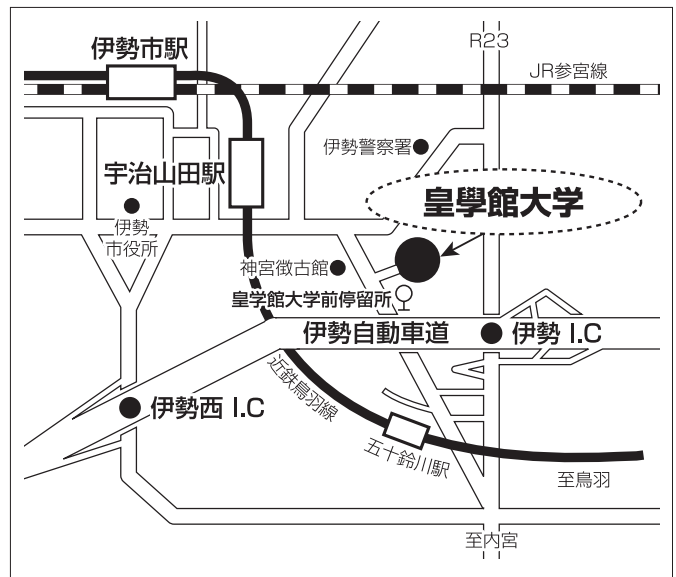 伊勢市駅
R23
JR参宮線
伊勢警察署
宇治山田駅
皇學館大学
伊勢
市役所
神宮徴古館
皇学館大学前停留所
伊勢自動車道
伊勢 I.C
近鉄鳥羽線
伊勢西 I.C
五十鈴川駅
至鳥羽
至内宮